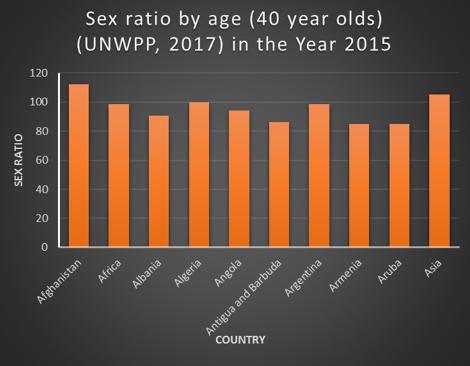 Sex ratio by age (40 year olds)
(UNWPP, 2017) in the Year 2015
120
100
80
60
40
20
0
SEX RATIO
Afghanistan
Africa
Albania
Algeria
Angola
Antigua and Barbuda
Argentina
Armenia
Aruba
Asia
COUNTRY